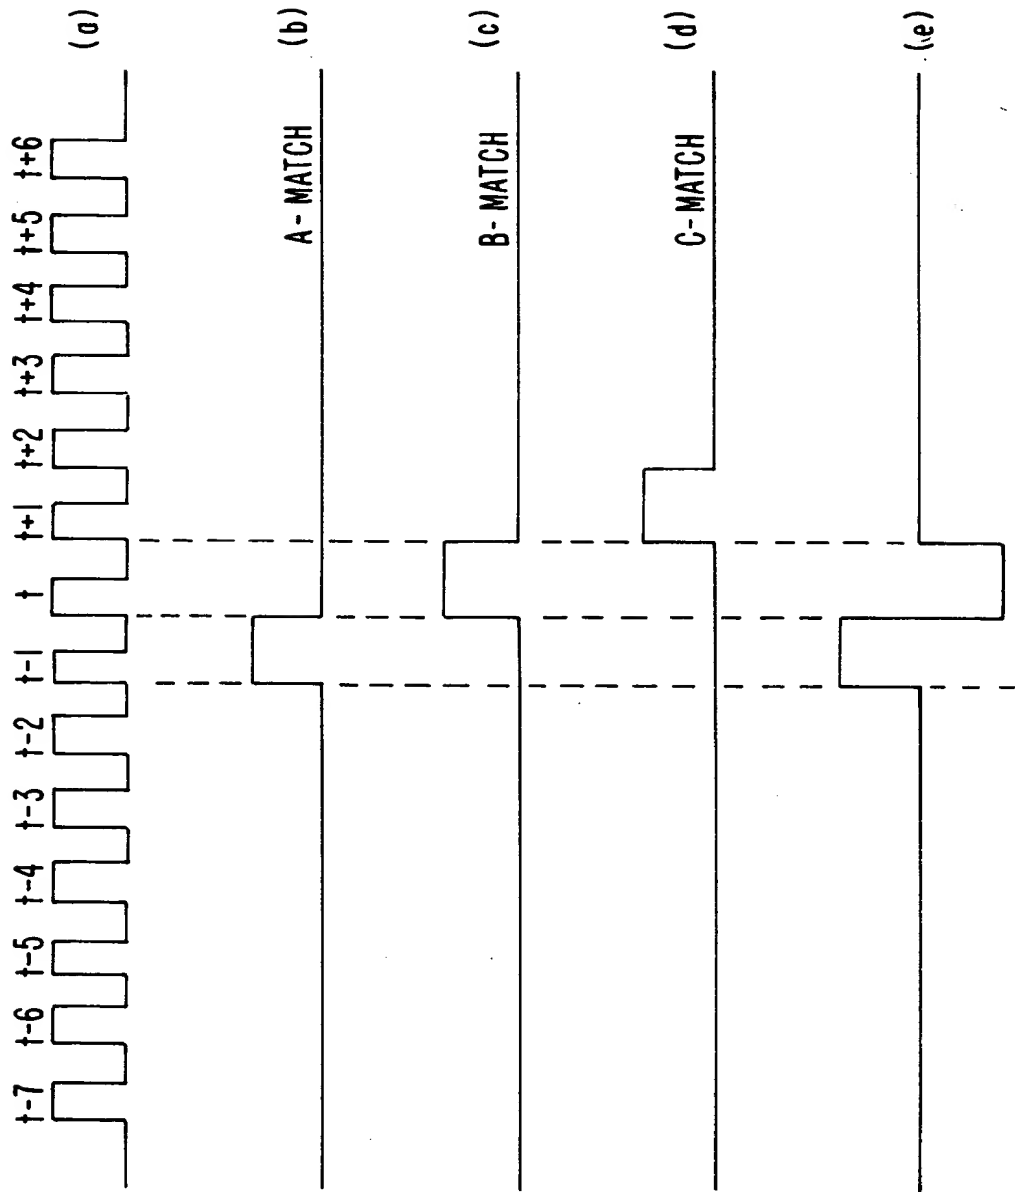 t-7 t-6 t-5 t-4 t-3 t-2 t-1 t t+1 t+2 t+3 t+4 t+5 t+6
(a)
A-MATCH
(b)
B-MATCH
(c)
C-MATCH
(d)
(e)